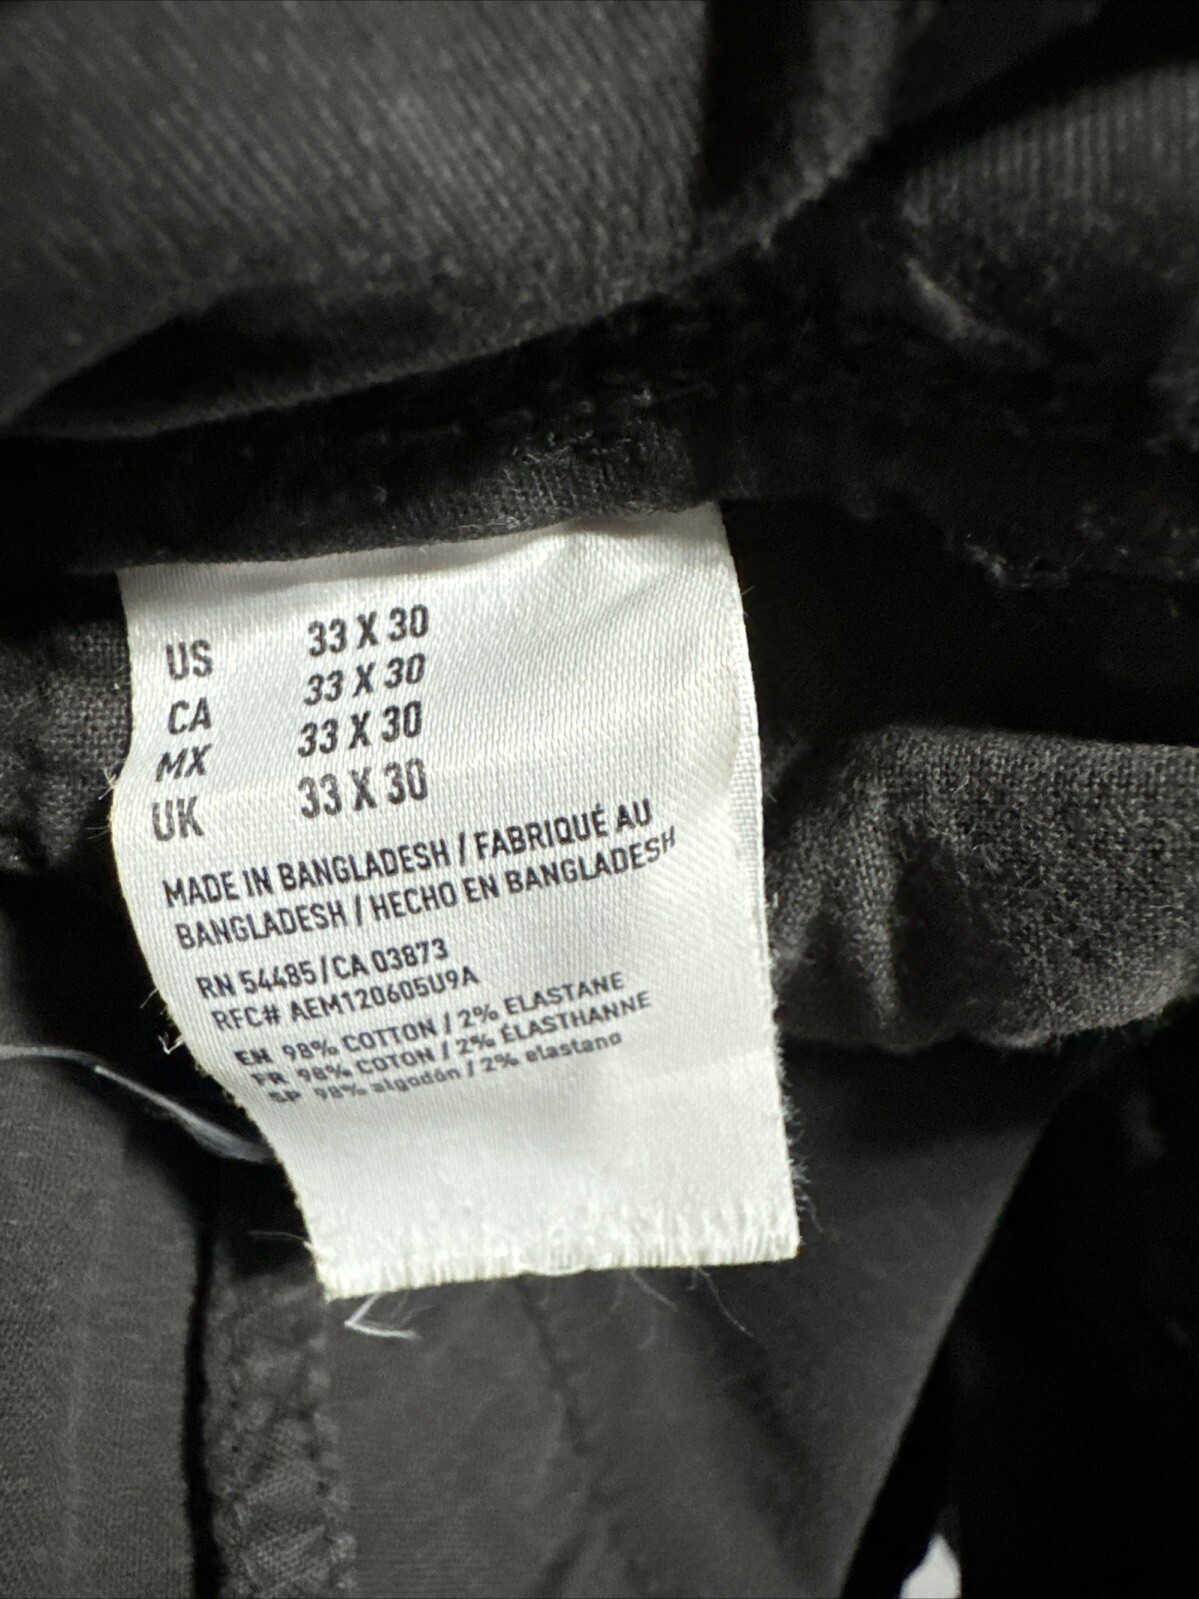 US 33 X 30
CA 33 X 30
MX 33 X 30
UK 33 X 30
MADE IN BANGLADESH / FABRIQUÉ AU
BANGLADESH / HECHO EN BANGLADESH
RN 54485/CA 03873
RFC# AEM120605U9A
EN 98% COTTON / 2% ELASTANE
FR 98% COTON / 2% ÉLASTHANNE
SP 98% algodón / 2% elastano